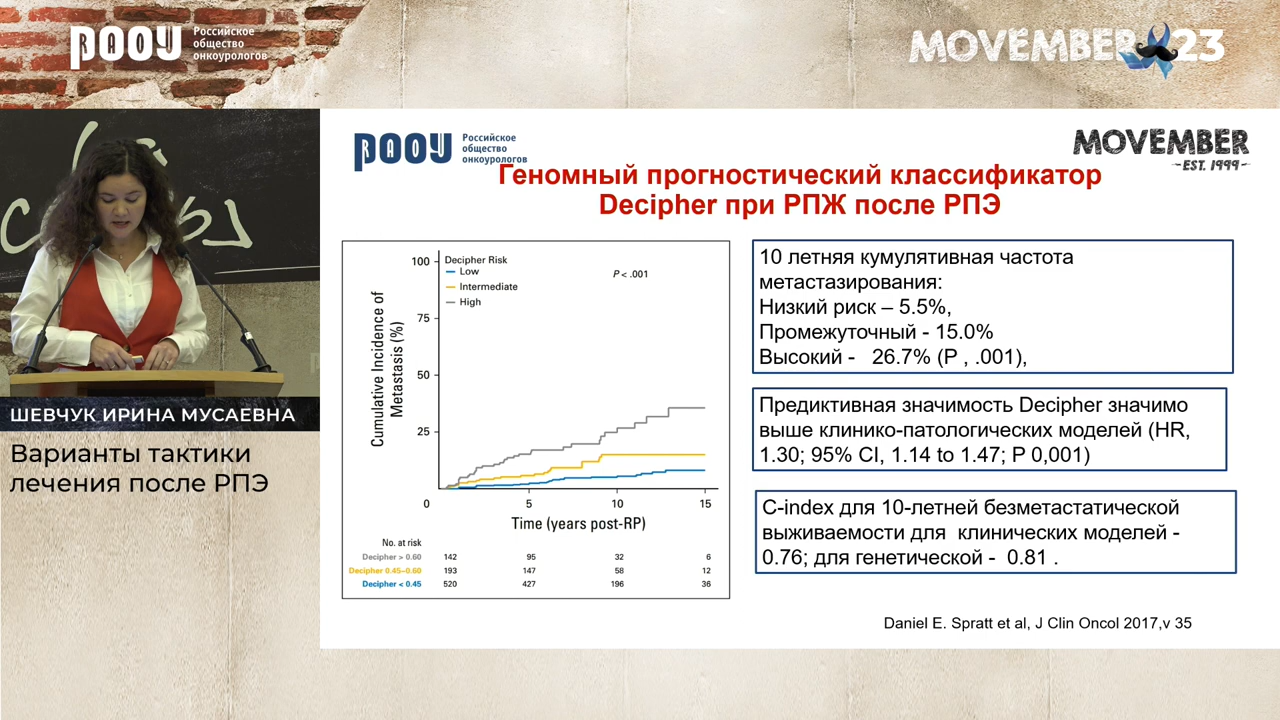 РООУ
Российское
общество
онкоурологов
MOVEMBER 23
РООУ
RAOU
Российское
общество
онкоурологов
MOVEMBER
-EST. 1999-
Геномный прогностический классификатор
Decipher при РПЖ после РПЭ
Decipher Risk
Low
Intermediate
High
P < .001
100
75
50
25
0
5
10
15
Cumulative Incidence of
Metastasis (%)
Time (years post-RP)
No. at risk
Decipher > 0.60 142 95 32 6
Decipher 0.45–0.60 193 147 58 12
Decipher < 0.45 520 427 196 36
10 летняя кумулятивная частота
метастазирования:
Низкий риск – 5.5%,
Промежуточный - 15.0%
Высокий - 26.7% (P , .001),
Предиктивная значимость Decipher значимо
выше клинико-патологических моделей (HR,
1.30; 95% CI, 1.14 to 1.47; P 0,001)
C-index для 10-летней безметастатической
выживаемости для клинических моделей -
0.76; для генетической - 0.81 .
Daniel E. Spratt et al, J Clin Oncol 2017,v 35
ШЕВЧУК ИРИНА МУСАЕВНА
Варианты тактики
лечения после РПЭ